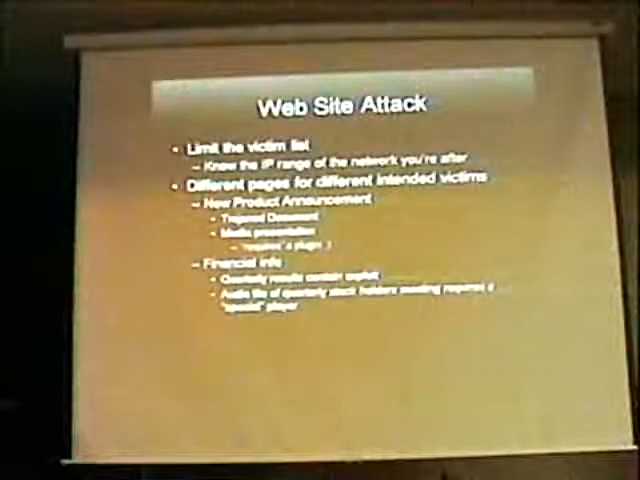 Web Site Attack
• Limit the victim list
– Know the IP range of the network you're after
• Different pages for different intended victims
– New Product Announcement
• Trojaned Document
• Media presentation
– "requires" a plugin :)
– Financial info
• Quarterly results contain exploit
• Audio file of quarterly stock holders meeting requires a
"special" player